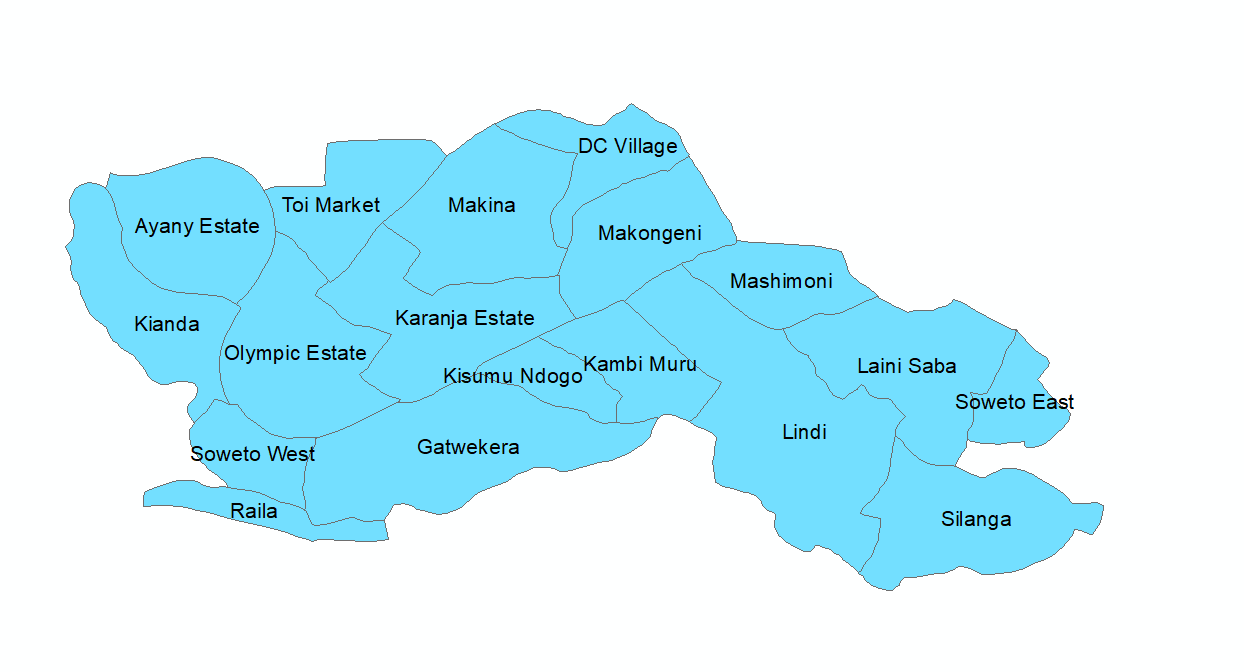 DC Village
Toi Market
Makina
Ayany Estate
Makongeni
Mashimoni
Karanja Estate
Kianda
Olympic Estate
Kambi Muru
Laini Saba
Kisumu Ndogo
Soweto East
Lindi
Gatwekera
Soweto West
Raila
Silanga